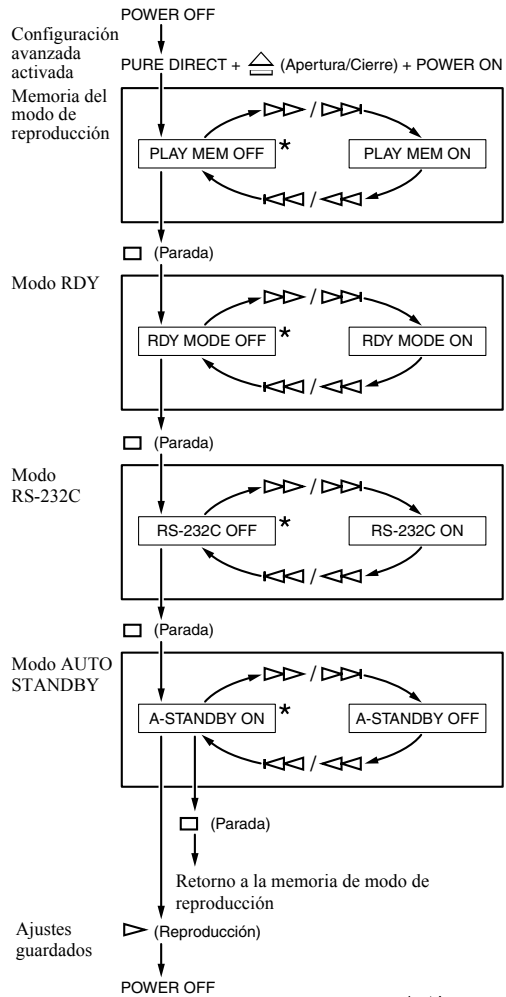 POWER OFF
Configuración
avanzada
activada
PURE DIRECT + (Apertura/Cierre) + POWER ON
Memoria del
modo de
reproducción
/
PLAY MEM OFF *
PLAY MEM ON
/
(Parada)
Modo RDY
/
RDY MODE OFF *
RDY MODE ON
/
(Parada)
Modo
RS-232C
/
RS-232C OFF *
RS-232C ON
/
(Parada)
Modo AUTO
STANDBY
/
A-STANDBY ON *
A-STANDBY OFF
/
(Parada)
Retorno a la memoria de modo de
reproducción
Ajustes
guardados
(Reproducción)
POWER OFF